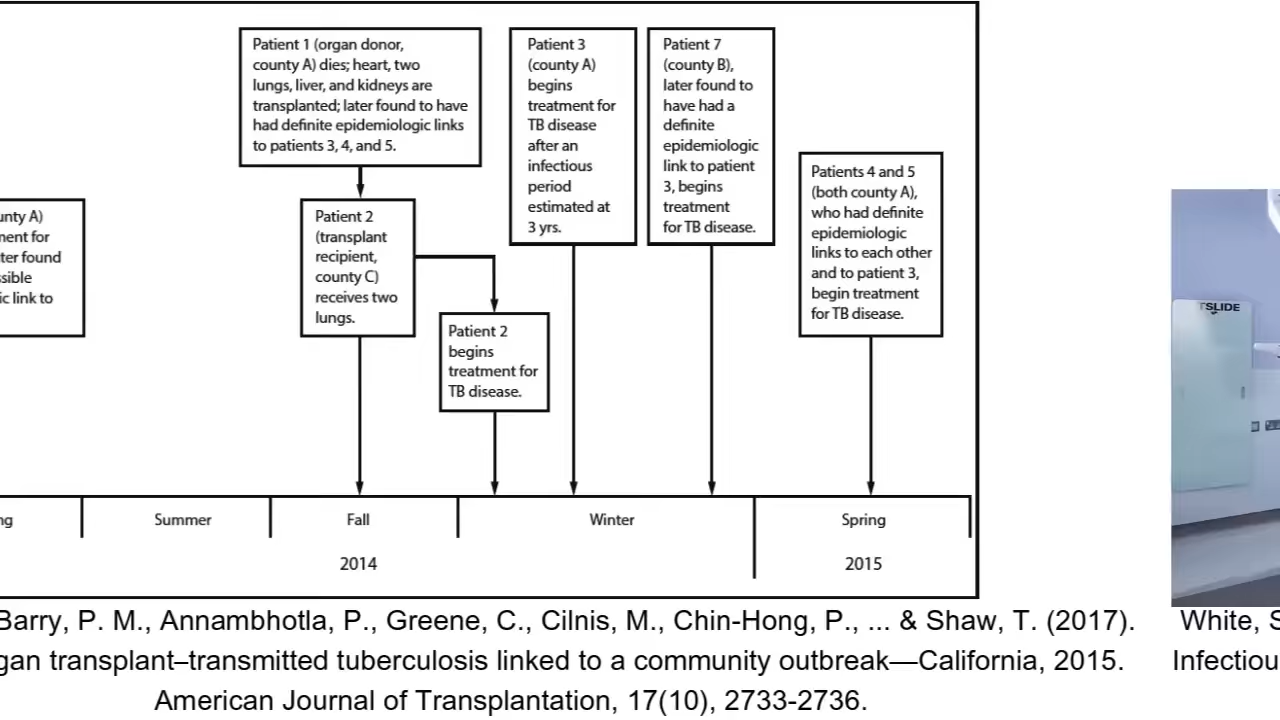 Patient 1 (organ donor,
county A) dies; heart, two
lungs, liver, and kidneys are
transplanted; later found to have
had definite epidemiologic links
to patients 3, 4, and 5.
Patient 3
(county A)
begins
treatment for
TB disease
after an
infectious
period
estimated at
3 yrs.
Patient 7
(county B),
later found to
have had a
definite
epidemiologic
link to patient
3, begins
treatment
for TB disease.
Patients 4 and 5
(both county A),
who had definite
epidemiologic
links to each other
and to patient 3,
begin treatment
for TB disease.
unty A)
ment for
ter found
ssible
ic link to
Patient 2
(transplant
recipient,
county C)
receives two
lungs.
Patient 2
begins
treatment for
TB disease.
TSLIDE
ng Summer Fall Winter Spring
2014 2015
Barry, P. M., Annambhotla, P., Greene, C., Cilnis, M., Chin-Hong, P., ... & Shaw, T. (2017).
gan transplant–transmitted tuberculosis linked to a community outbreak—California, 2015.
American Journal of Transplantation, 17(10), 2733-2736.
White, S
Infectiou